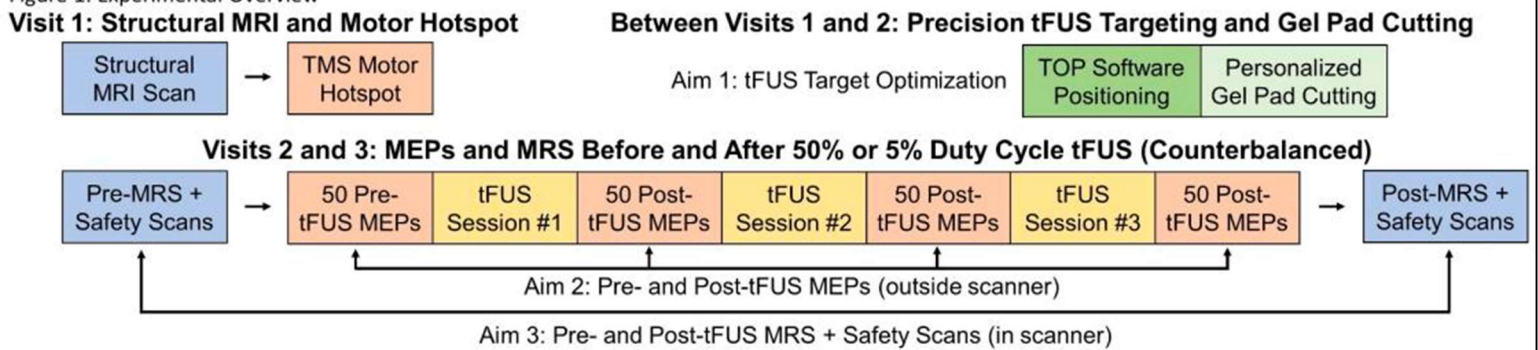 Figure 1: Experimental Overview
Visit 1: Structural MRI and Motor Hotspot
Structural
MRI Scan
TMS Motor
Hotspot
Between Visits 1 and 2: Precision tFUS Targeting and Gel Pad Cutting
Aim 1: tFUS Target Optimization
TOP Software
Positioning
Personalized
Gel Pad Cutting
Visits 2 and 3: MEPs and MRS Before and After 50% or 5% Duty Cycle tFUS (Counterbalanced)
Pre-MRS +
Safety Scans
50 Pre-
tFUS MEPs
tFUS
Session #1
50 Post-
tFUS MEPs
tFUS
Session #2
50 Post-
tFUS MEPs
tFUS
Session #3
50 Post-
tFUS MEPs
Post-MRS +
Safety Scans
Aim 2: Pre- and Post-tFUS MEPs (outside scanner)
Aim 3: Pre- and Post-tFUS MRS + Safety Scans (in scanner)